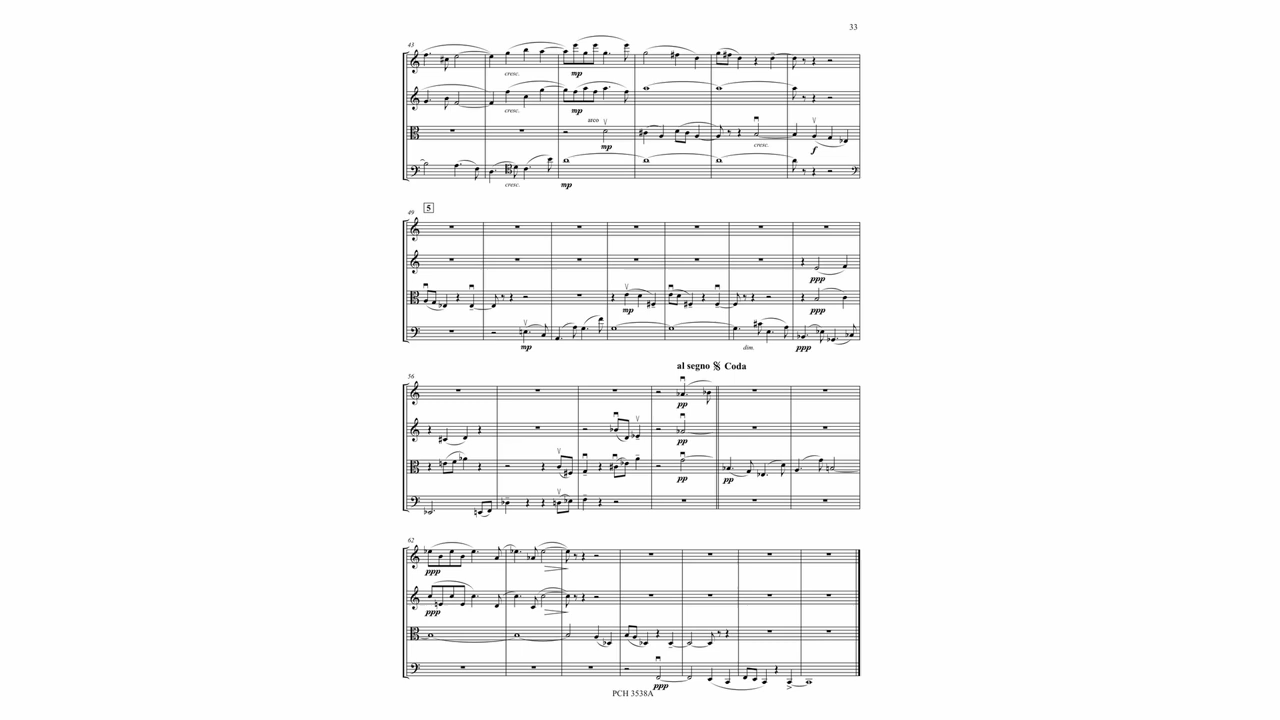 33
43
cresc.
mp
cresc.
mp
arco
mp
cresc.
f
cresc.
mp
49
5
ppp
mp
ppp
mp
dim.
ppp
56
al segno 𝄋 Coda
pp
pp
pp
pp
62
ppp
ppp
ppp
PCH 3538A